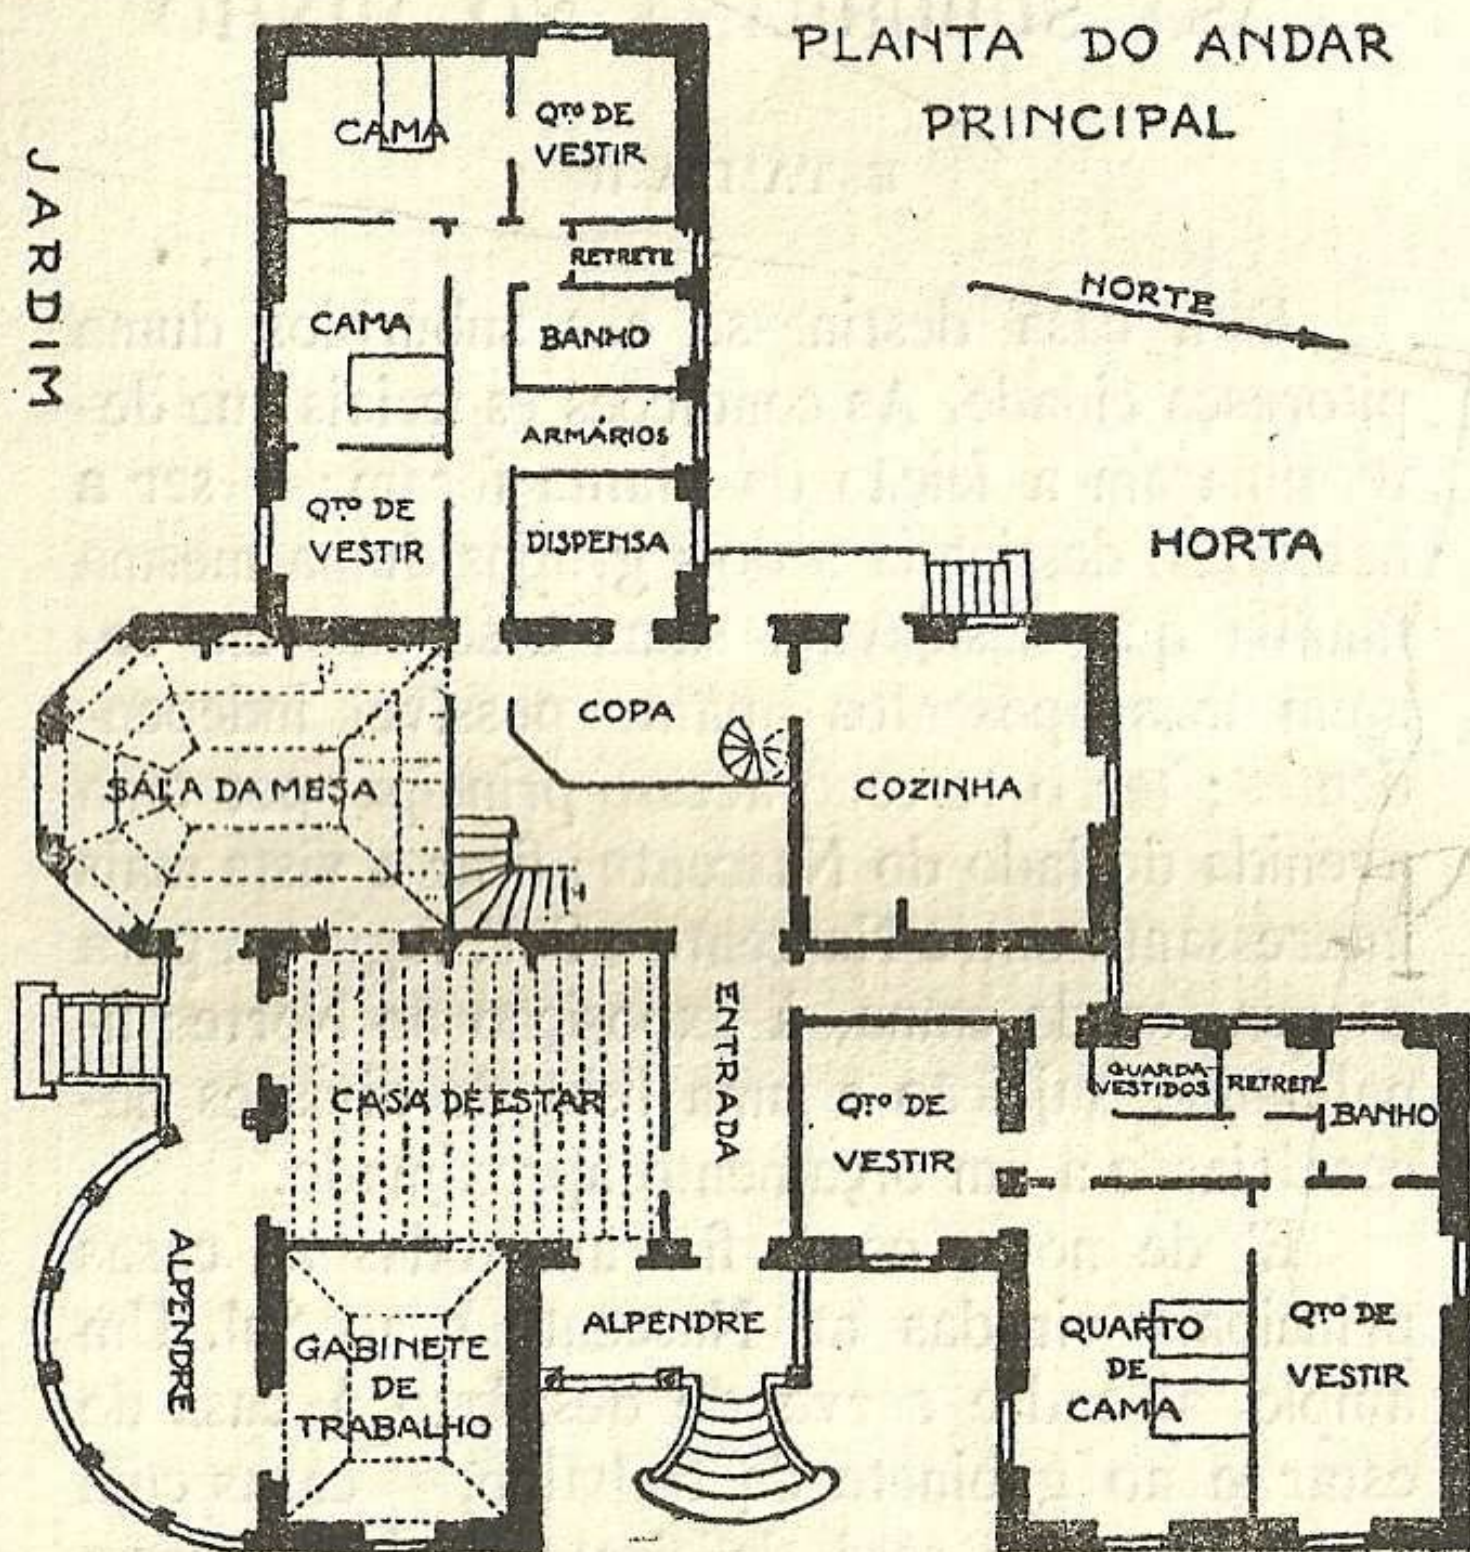 PLANTA DO ANDAR
PRINCIPAL
JARDIM
CAMA
Qto DE
VESTIR
RETRETE
NORTE
CAMA
BANHO
ARMÁRIOS
Qto DE
VESTIR
DISPENSA
HORTA
COPA
SALA DA MESA
COZINHA
ENTRADA
CASA DE ESTAR
Qto DE
VESTIR
GUARDA-
VESTIDOS
RETRETE
BANHO
ALPENDRE
GABINETE
DE
TRABALHO
ALPENDRE
QUARTO
DE
CAMA
Qto DE
VESTIR